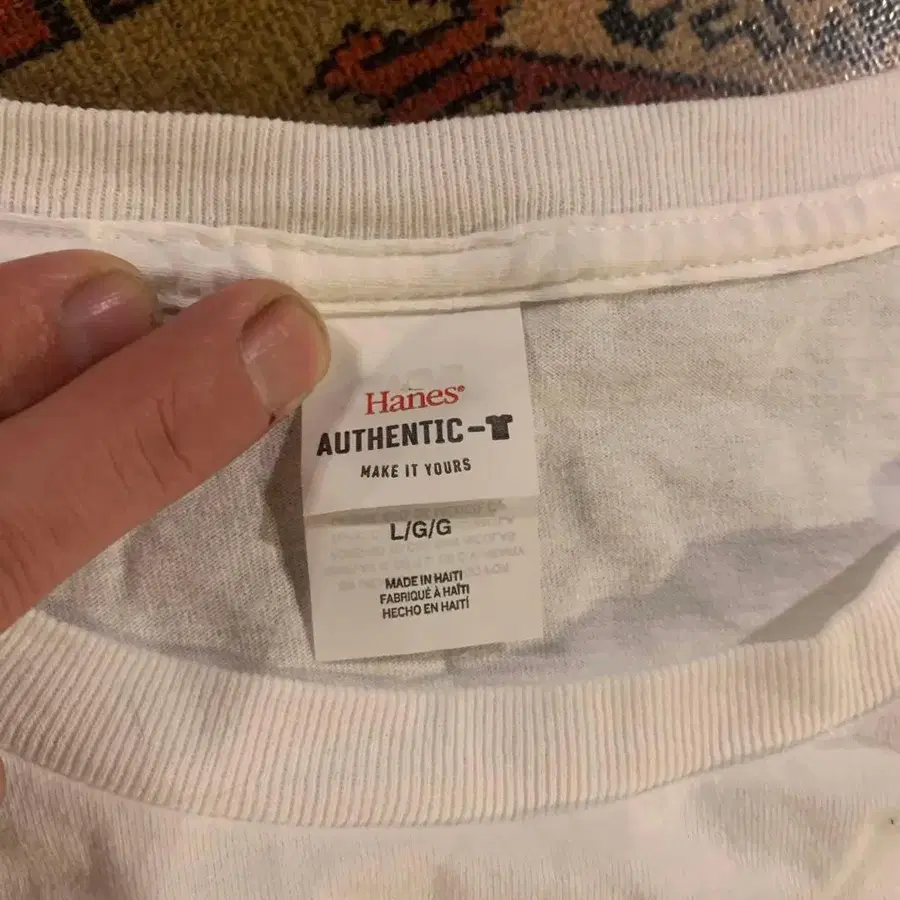 Hanes®
AUTHENTIC-T
MAKE IT YOURS
L/G/G
MADE IN HAITI
FABRIQUÉ À HAÏTI
HECHO EN HAITÍ